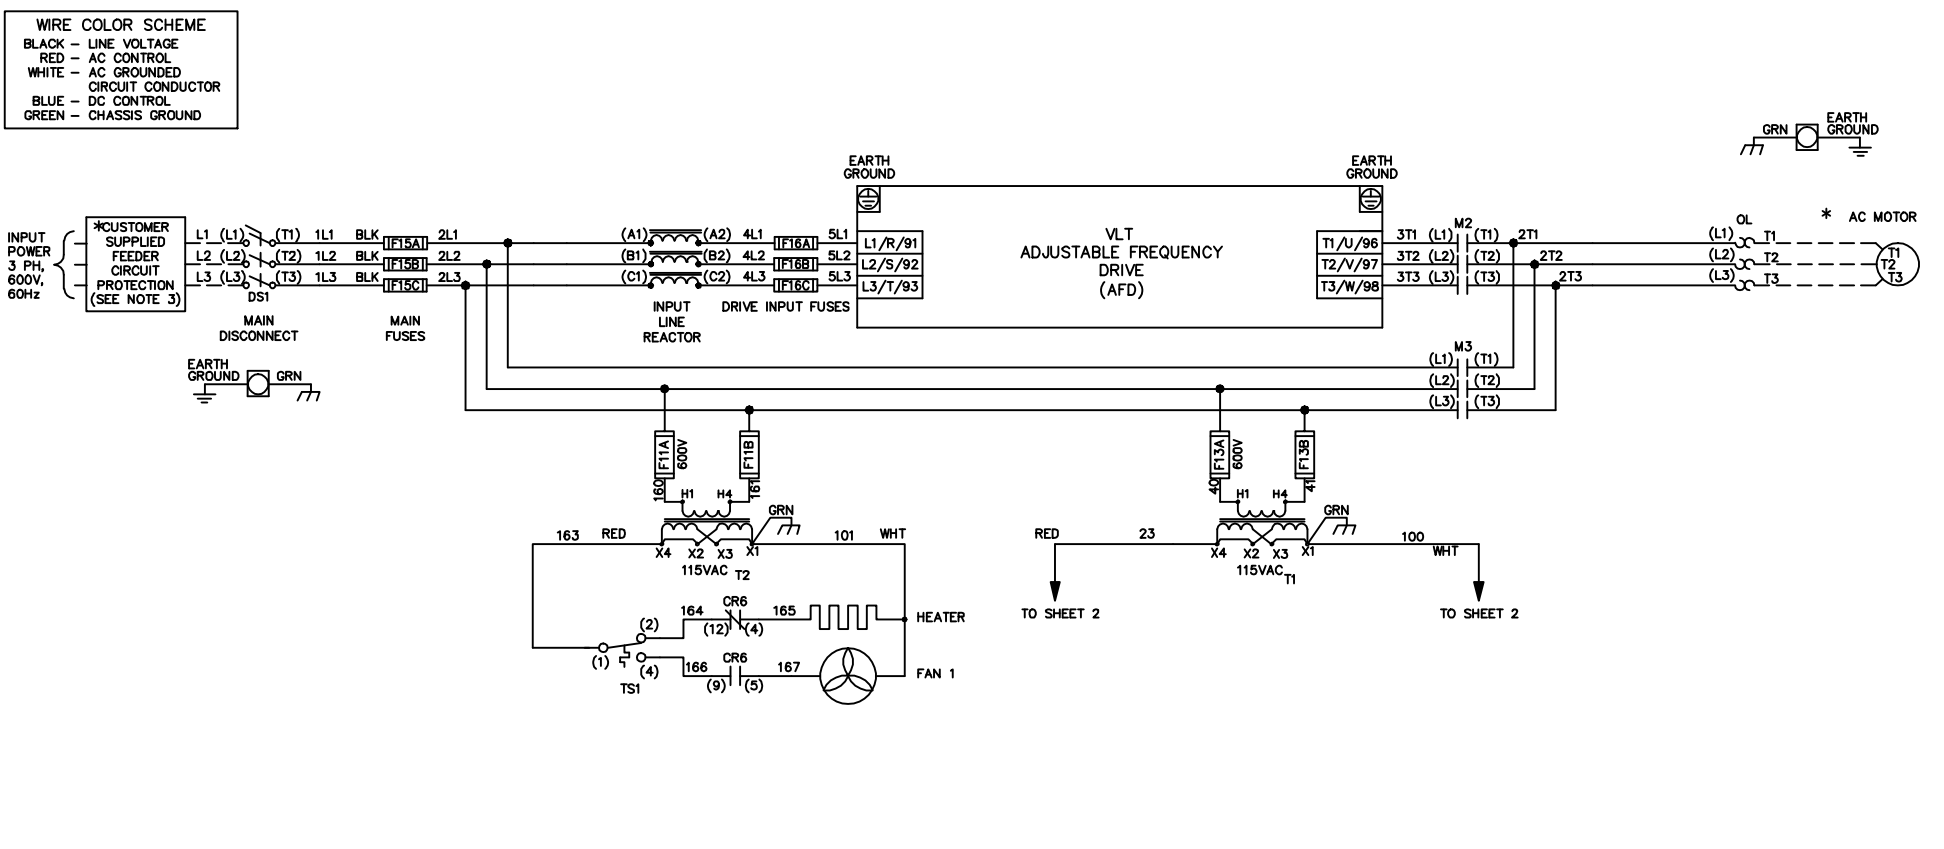 WIRE COLOR SCHEME
BLACK - LINE VOLTAGE
RED - AC CONTROL
WHITE - AC GROUNDED
CIRCUIT CONDUCTOR
BLUE - DC CONTROL
GREEN - CHASSIS GROUND
INPUT
POWER
3 PH,
600V,
60Hz
*CUSTOMER
SUPPLIED
FEEDER
CIRCUIT
PROTECTION
(SEE NOTE 3)
L1 (L1) (T1) 1L1 BLK F15A 2L1
L2 (L2) (T2) 1L2 BLK F15B 2L2
L3 (L3) (T3) 1L3 BLK F15C 2L3
DS1
MAIN
DISCONNECT
MAIN
FUSES
EARTH
GROUND
GRN
(A1) (A2) 4L1 F16A 5L1
(B1) (B2) 4L2 F16B 5L2
(C1) (C2) 4L3 F16C 5L3
INPUT
LINE
REACTOR
DRIVE INPUT FUSES
EARTH
GROUND
L1/R/91
L2/S/92
L3/T/93
VLT
ADJUSTABLE FREQUENCY
DRIVE
(AFD)
EARTH
GROUND
T1/U/96
T2/V/97
T3/W/98
M2
3T1 (L1) (T1) 2T1
3T2 (L2) (T2) 2T2
3T3 (L3) (T3) 2T3
M3
(L1) (T1)
(L2) (T2)
(L3) (T3)
GRN
EARTH
GROUND
* AC MOTOR
OL
(L1) T1
(L2) T2
(L3) T3
T1
T2
T3
F11A
600V
F11B
160
161
H1 H4
GRN
163 RED
101 WHT
X4 X2 X3 X1
115VAC T2
164 CR6 165
(12) (4)
HEATER
(2)
(1)
(4)
TS1
166 CR6 167
(9) (5)
FAN 1
F13A
600V
F13B
40
41
H1 H4
GRN
RED 23
100
WHT
X4 X2 X3 X1
115VAC T1
TO SHEET 2
TO SHEET 2